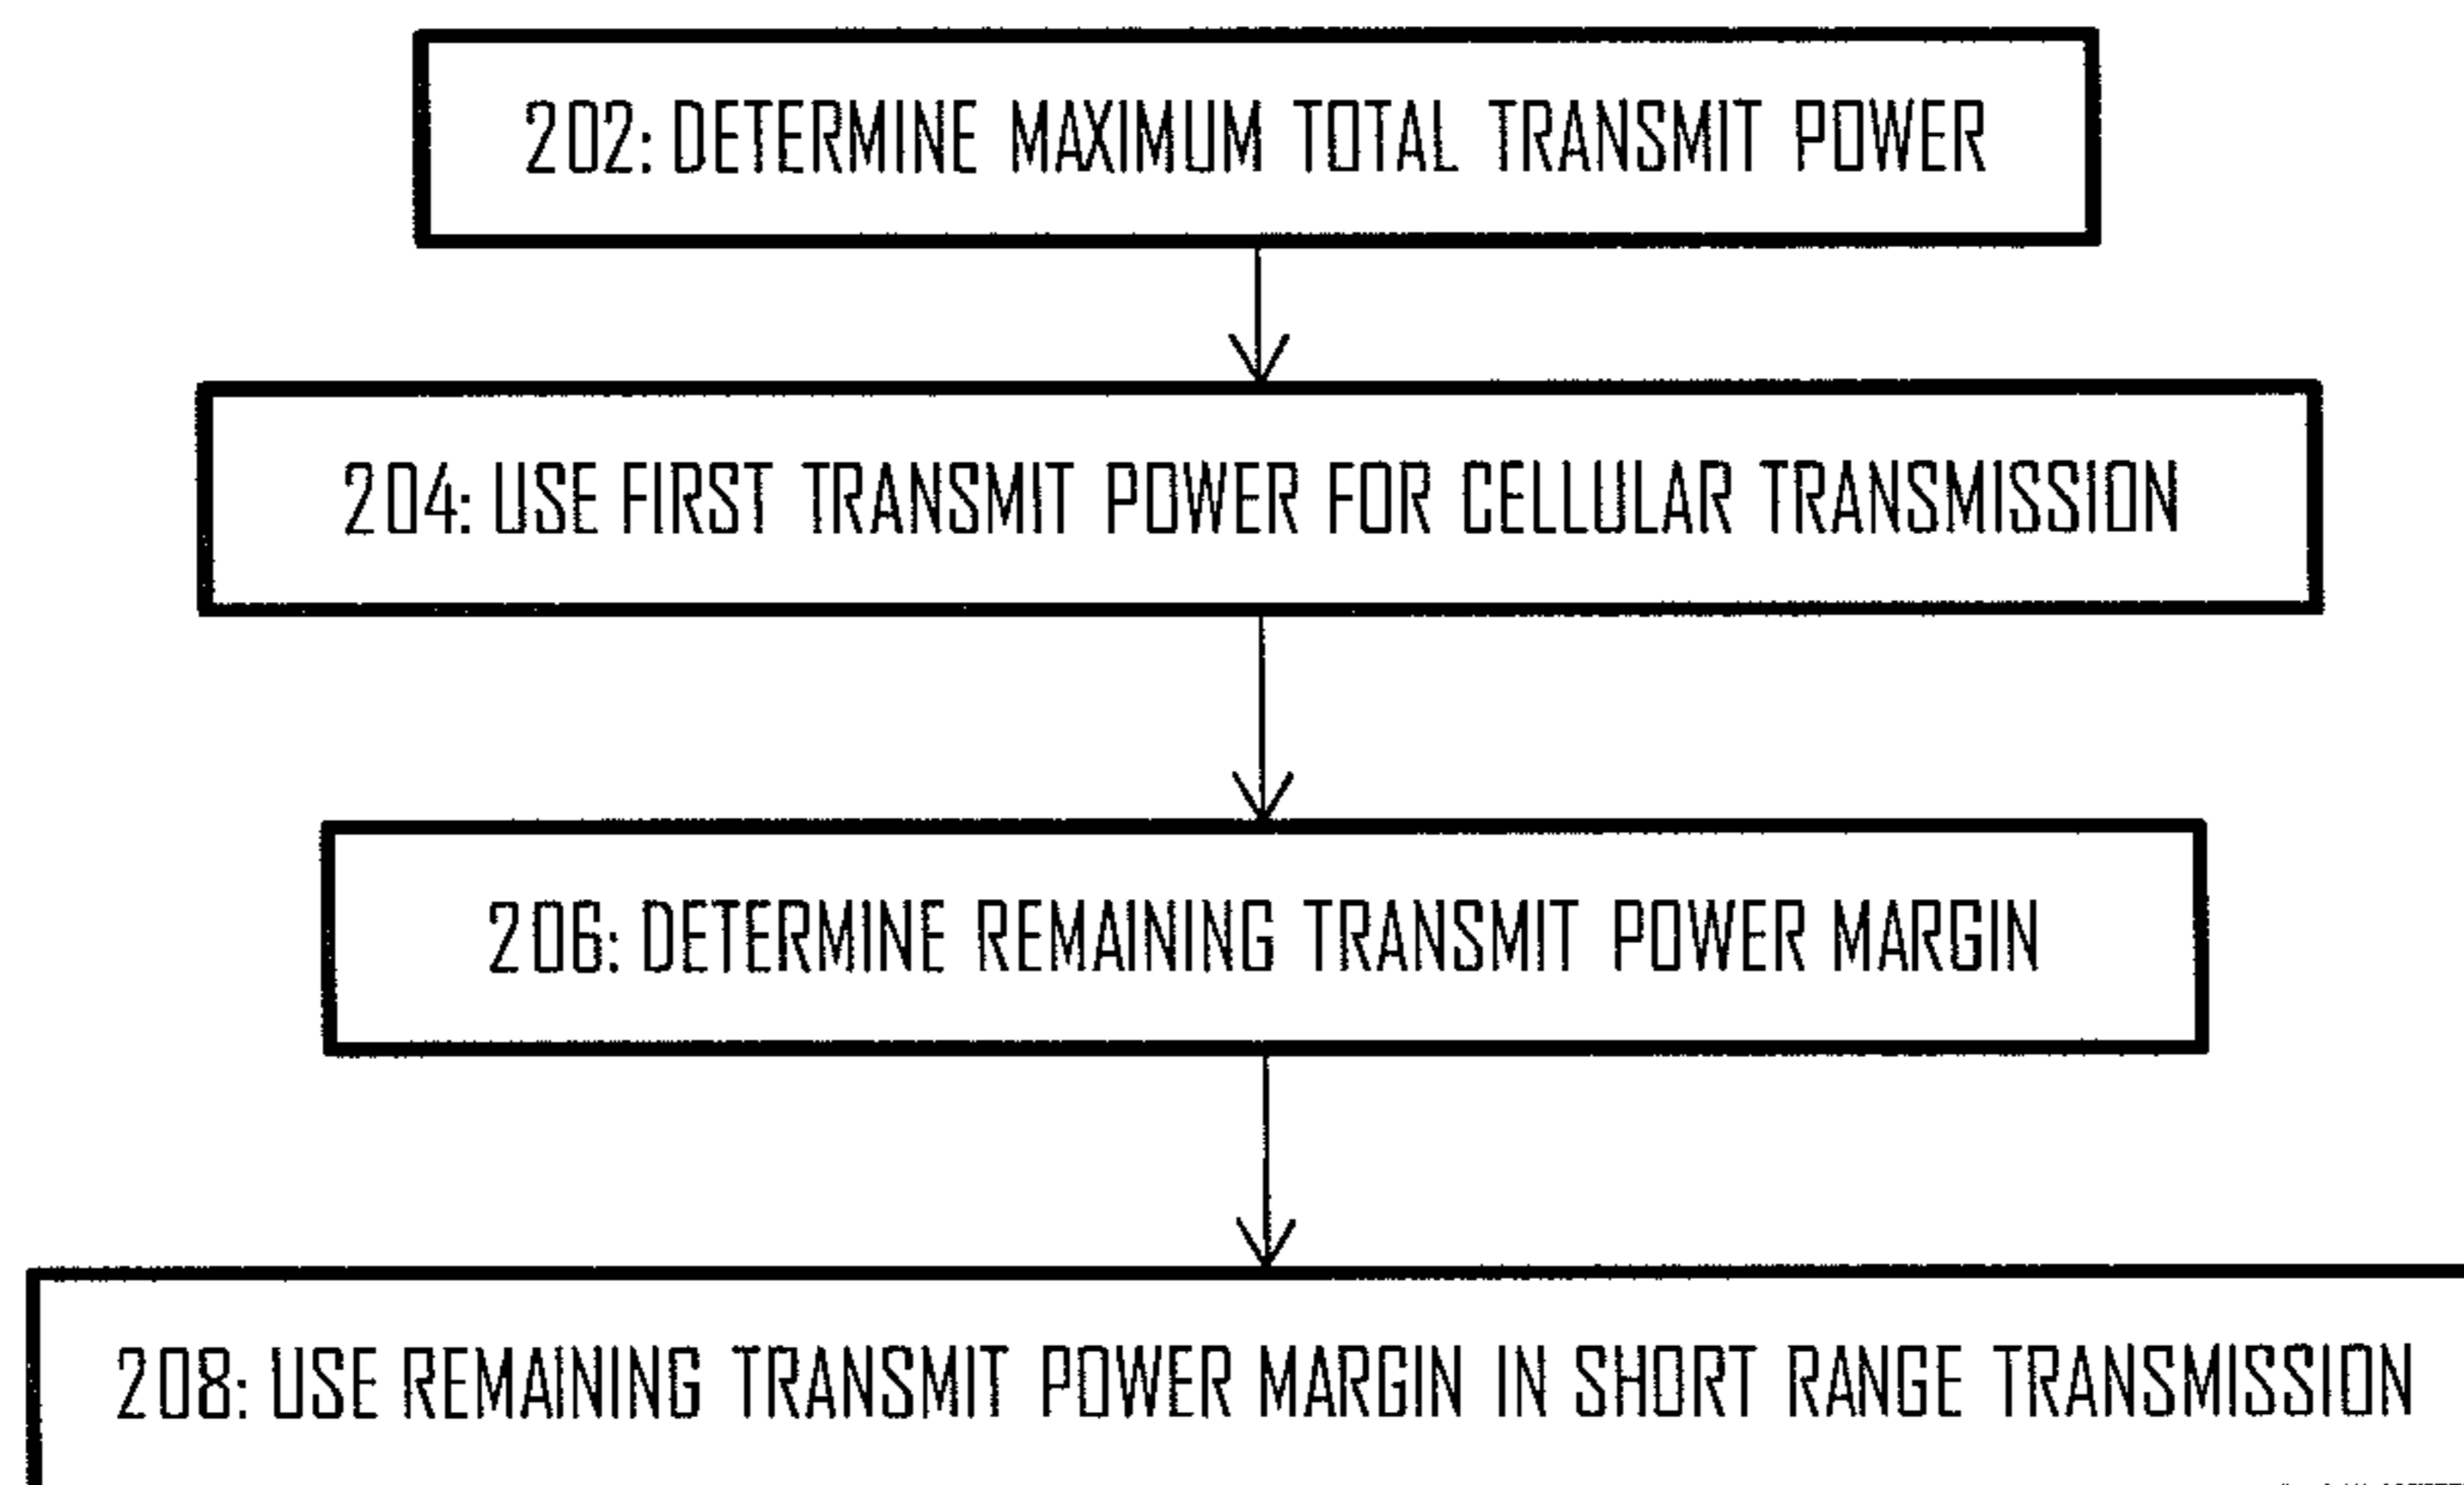 202: DETERMINE MAXIMUM TOTAL TRANSMIT POWER
204: USE FIRST TRANSMIT POWER FOR CELLULAR TRANSMISSION
206: DETERMINE REMAINING TRANSMIT POWER MARGIN
208: USE REMAINING TRANSMIT POWER MARGIN IN SHORT RANGE TRANSMISSION